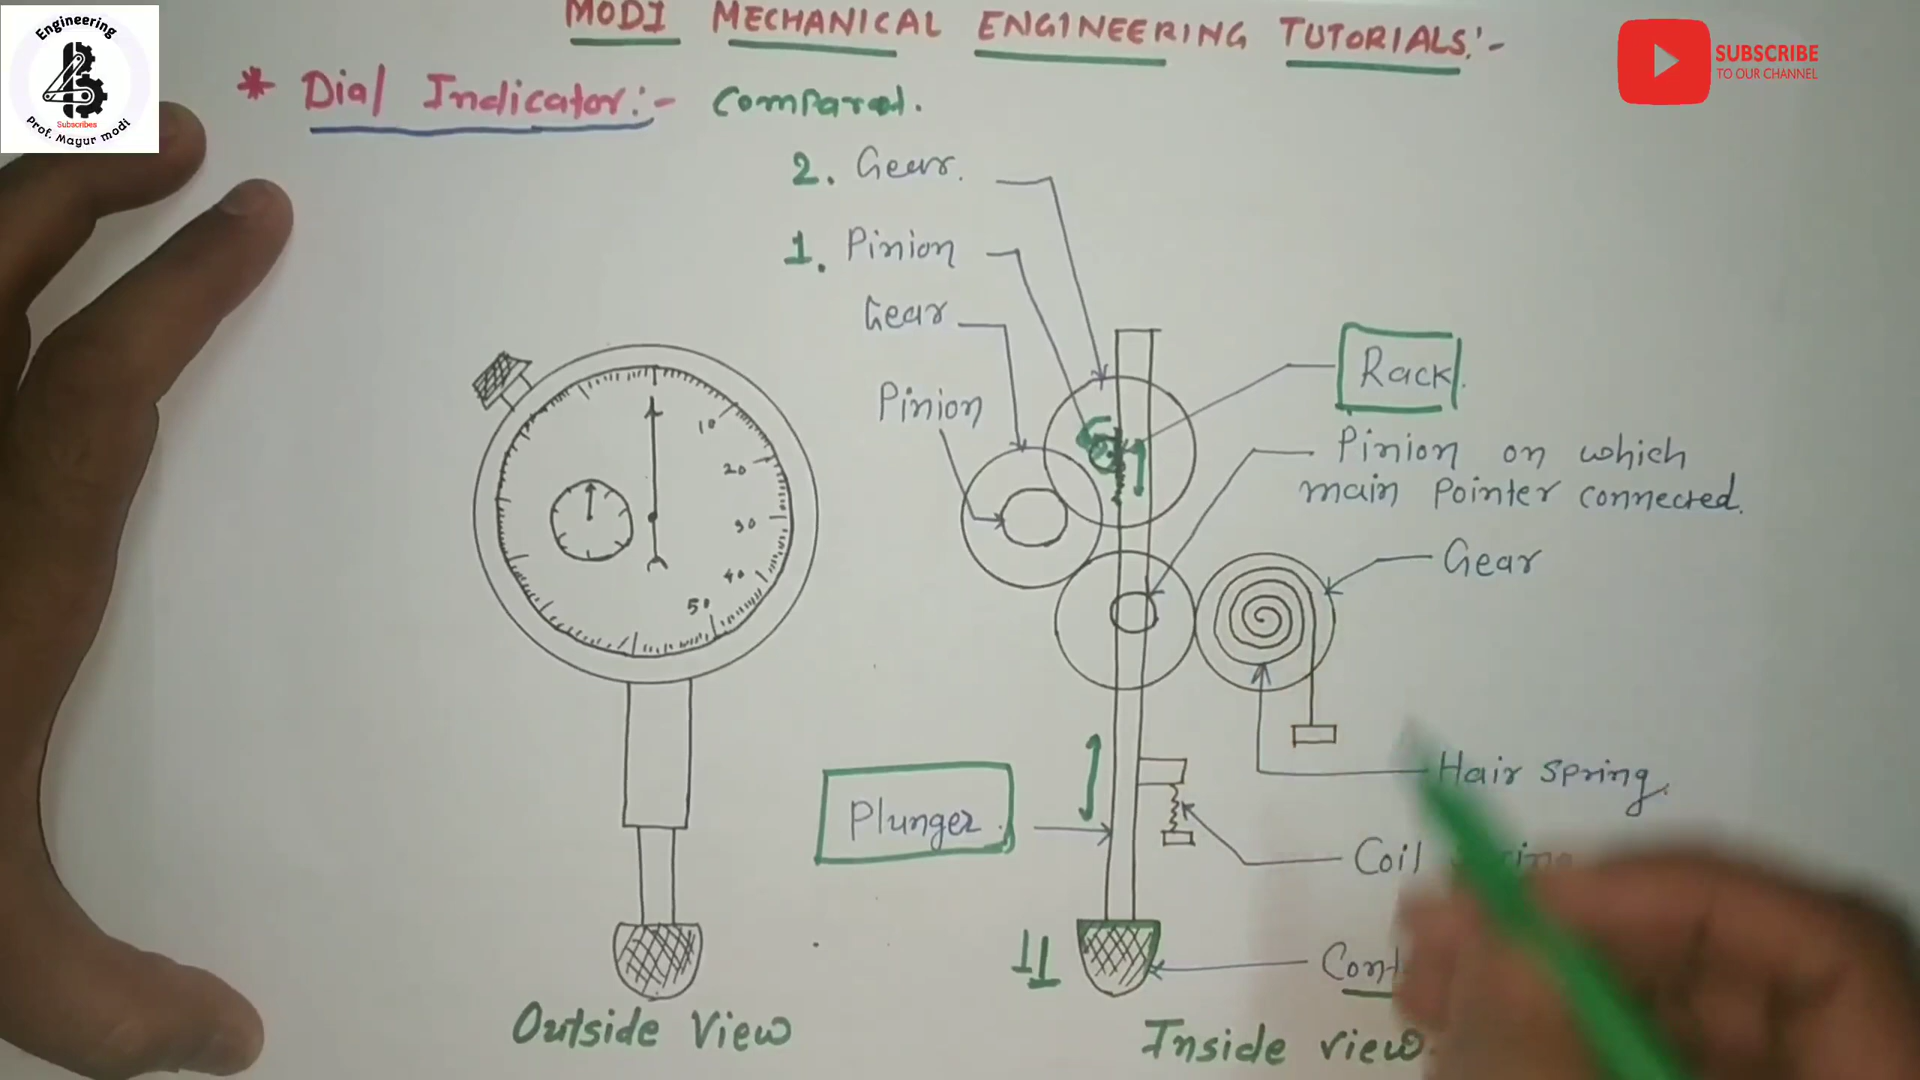 MODI MECHANICAL ENGINEERING TUTORIALS:-
Engineering
Subscribes
Prof. Mayur modi
SUBSCRIBE
TO OUR CHANNEL
* Dial Indicator:- Compared.
2. Gear.
1. Pinion
Gear
Pinion
Rack.
Pinion on which
main pointer connected.
Gear
10
20
30
40
50
Hair spring.
Plunger.
Coil
Outside View
Inside view.